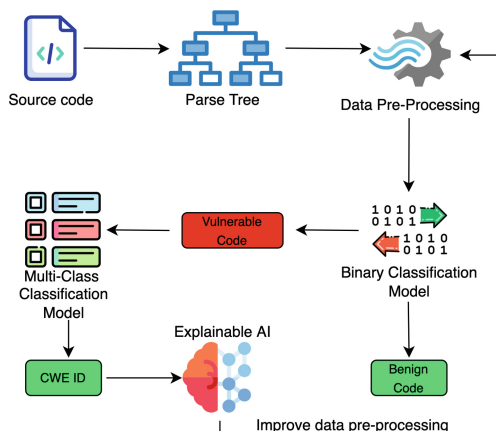 Source code
Parse Tree
Data Pre-Processing
1 0 1 0
0 1 0 1
1 0 1 0
0 1 0 1
Vulnerable
Code
Binary Classification
Model
Multi-Class
Classification
Model
Explainable AI
CWE ID
Benign
Code
Improve data pre-processing